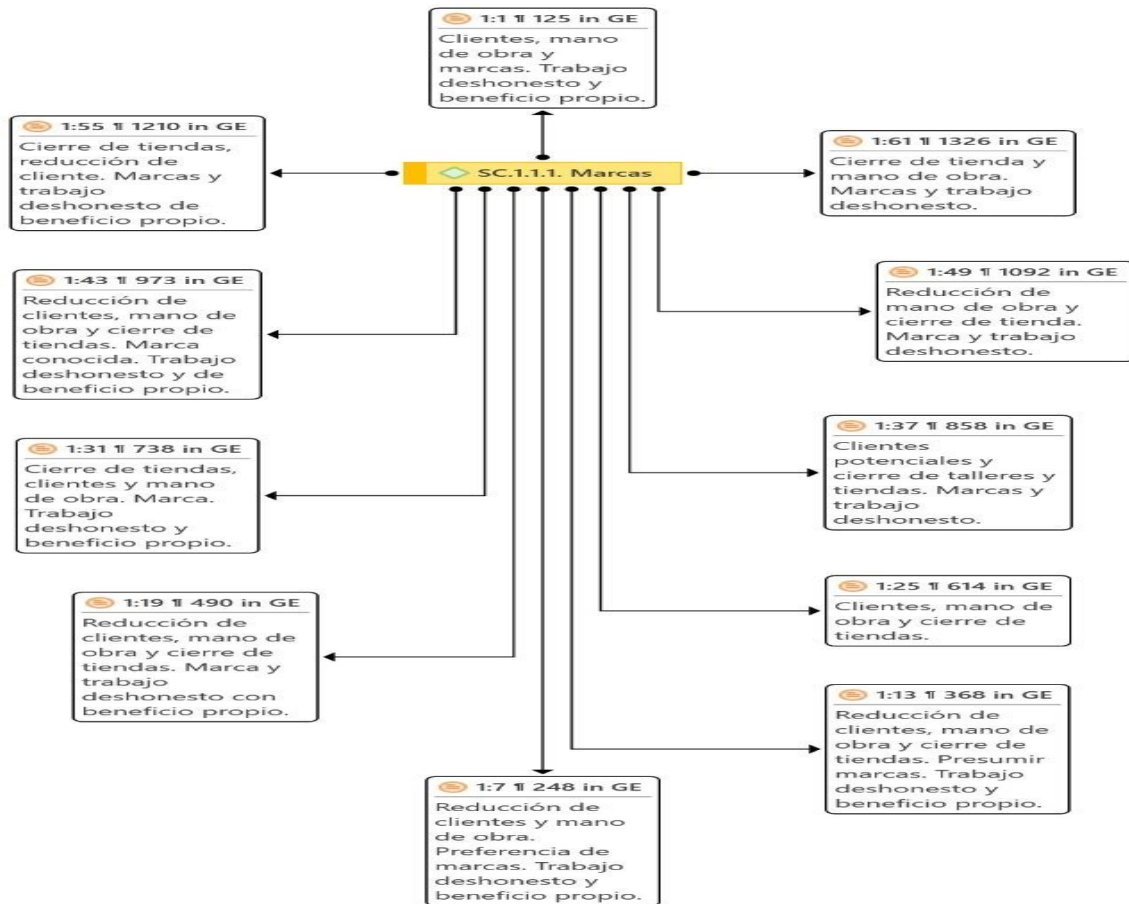 1:1 ¶ 125 in GE
Clientes, mano
de obra y
marcas. Trabajo
deshonesto y
beneficio propio.
1:55 ¶ 1210 in GE
Cierre de tiendas,
reducción de
cliente. Marcas y
trabajo
deshonesto de
beneficio propio.
SC.1.1.1. Marcas
1:61 ¶ 1326 in GE
Cierre de tienda y
mano de obra.
Marcas y trabajo
deshonesto.
1:43 ¶ 973 in GE
Reducción de
clientes, mano de
obra y cierre de
tiendas. Marca
conocida. Trabajo
deshonesto y de
beneficio propio.
1:49 ¶ 1092 in GE
Reducción de
mano de obra y
cierre de tienda.
Marca y trabajo
deshonesto.
1:31 ¶ 738 in GE
Cierre de tiendas,
clientes y mano
de obra. Marca.
Trabajo
deshonesto y
beneficio propio.
1:37 ¶ 858 in GE
Clientes
potenciales y
cierre de talleres y
tiendas. Marcas y
trabajo
deshonesto.
1:19 ¶ 490 in GE
Reducción de
clientes, mano de
obra y cierre de
tiendas. Marca y
trabajo
deshonesto con
beneficio propio.
1:25 ¶ 614 in GE
Clientes, mano de
obra y cierre de
tiendas.
1:13 ¶ 368 in GE
Reducción de
clientes, mano de
obra y cierre de
tiendas. Presumir
marcas. Trabajo
deshonesto y
beneficio propio.
1:7 ¶ 248 in GE
Reducción de
clientes y mano
de obra.
Preferencia de
marcas. Trabajo
deshonesto y
beneficio propio.